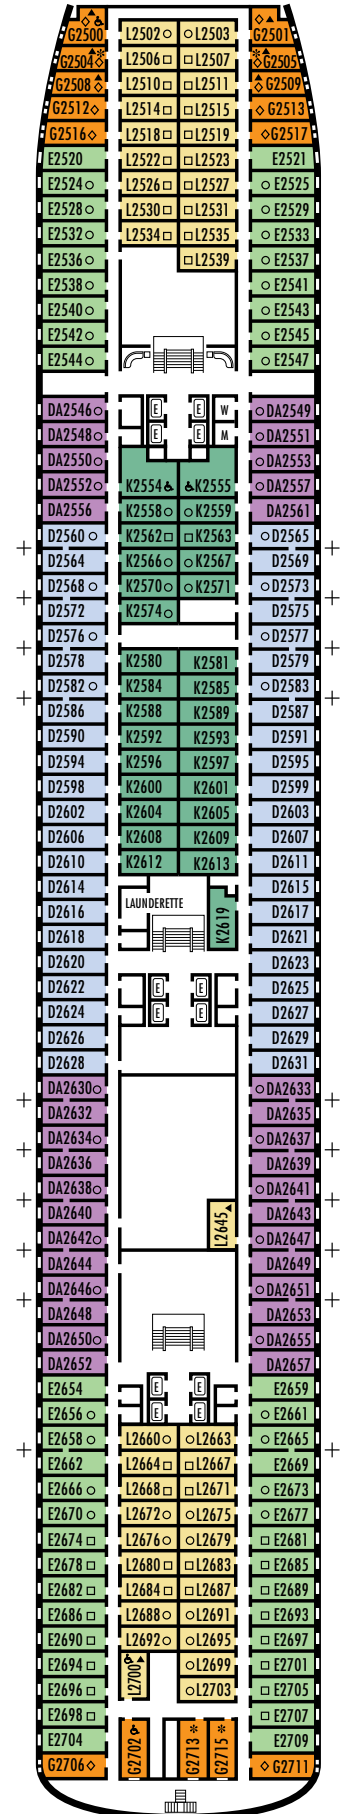 G2500 ♿ L2502 L2503 G2501
G2504 * L2506 L2507 * G2505
G2508 L2510 L2511 G2509
G2512 L2514 L2515 G2513
G2516 L2518 L2519 G2517
E2520 L2522 L2523 E2521
E2524 L2526 L2527 E2525
E2528 L2530 L2531 E2529
E2532 L2534 L2535 E2533
E2536 L2539 E2537
E2538 E2541
E2540 E2543
E2542 E2545
E2544 E2547
DA2546 E E W DA2549
DA2548 E E M DA2551
DA2550 DA2553
DA2552 K2554 ♿ ♿ K2555 DA2557
DA2556 K2558 K2559 DA2561
D2560 K2562 K2563 D2565
D2564 K2566 K2567 D2569
D2568 K2570 K2571 D2573
D2572 K2574 D2575
D2576 D2577
D2578 K2580 K2581 D2579
D2582 K2584 K2585 D2583
D2586 K2588 K2589 D2587
D2590 K2592 K2593 D2591
D2594 K2596 K2597 D2595
D2598 K2600 K2601 D2599
D2602 K2604 K2605 D2603
D2606 K2608 K2609 D2607
D2610 K2612 K2613 D2611
D2614 D2615
D2616 LAUNDERETTE K2619 D2617
D2618 D2621
D2620 D2623
D2622 E E D2625
D2624 E E D2627
D2626 D2629
D2628 D2631
DA2630 DA2633
DA2632 DA2635
DA2634 DA2637
DA2636 DA2639
DA2638 DA2641
DA2640 L2645 DA2643
DA2642 DA2647
DA2644 DA2649
DA2646 DA2651
DA2648 DA2653
DA2650 DA2655
DA2652 DA2657
E2654 E E E2659
E2656 E E E2661
E2658 L2660 L2663 E2665
E2662 L2664 L2667 E2669
E2666 L2668 L2671 E2673
E2670 L2672 L2675 E2677
E2674 L2676 L2679 E2681
E2678 L2680 L2683 E2685
E2682 L2684 L2687 E2689
E2686 L2688 L2691 E2693
E2690 L2692 L2695 E2697
E2694 L2700 ♿ L2699 E2701
E2696 L2703 E2705
E2698 E2707
E2704 G2702 ♿ G2713 * G2715 * E2709
G2706 G2711